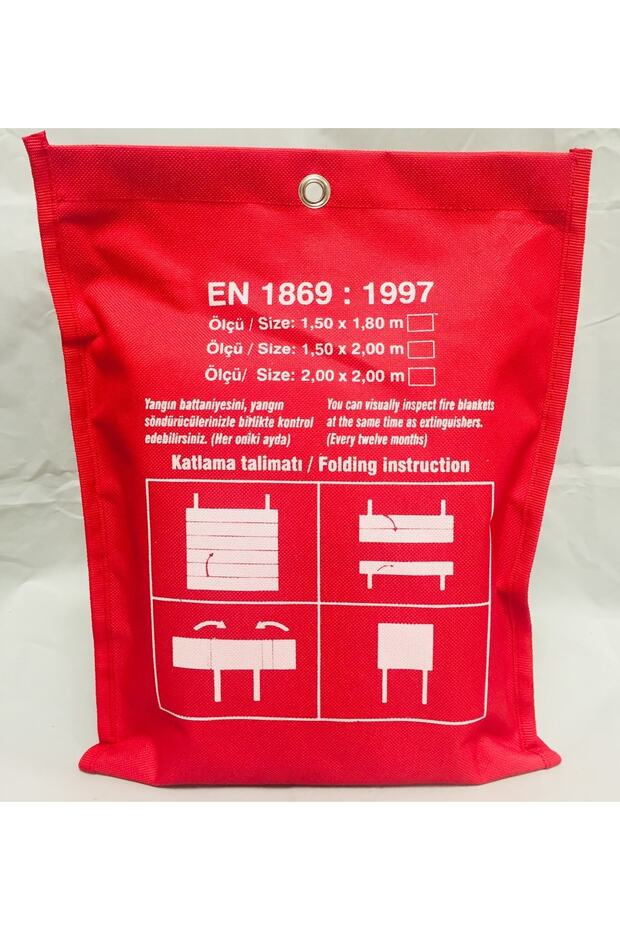 EN 1869 : 1997
Ölçü / Size: 1,50 x 1,80 m
Ölçü / Size: 1,50 x 2,00 m
Ölçü/ Size: 2,00 x 2,00 m
Yangın battaniyesini, yangın
söndürücülerinizle birlikte kontrol
edebilirsiniz. (Her oniki ayda)
You can visually inspect fire blankets
at the same time as extinguishers.
(Every twelve months)
Katlama talimatı / Folding instruction